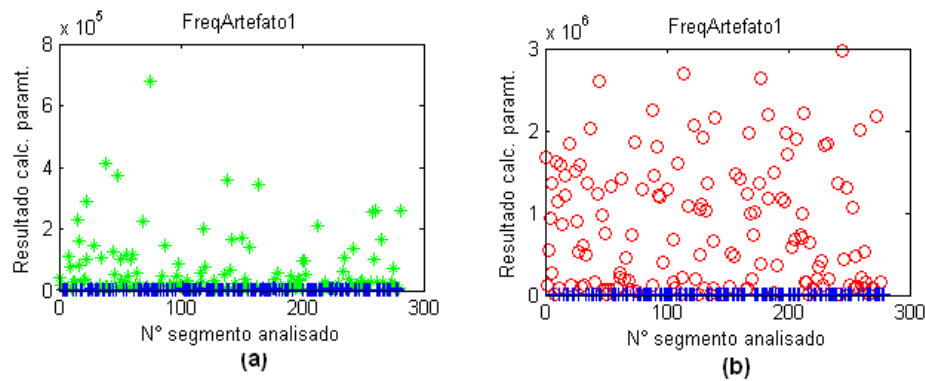 x 10^5
FreqArtefato1
8
6
4
2
0
0
100
200
300
Resultado calc. paramt.
N° segmento analisado
(a)
x 10^6
FreqArtefato1
3
2
1
0
0
100
200
300
Resultado calc. paramt.
N° segmento analisado
(b)